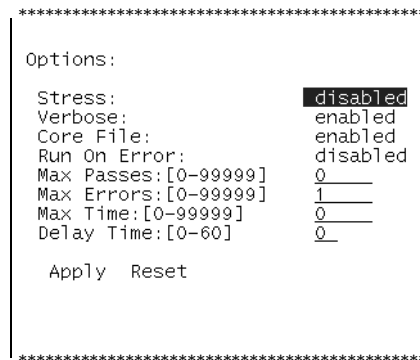 **********************************************
Options:
Stress: disabled
Verbose: enabled
Core File: enabled
Run On Error: disabled
Max Passes:[0-99999] 0
Max Errors:[0-99999] 1
Max Time:[0-99999] 0
Delay Time:[0-60] 0
Apply Reset
**********************************************